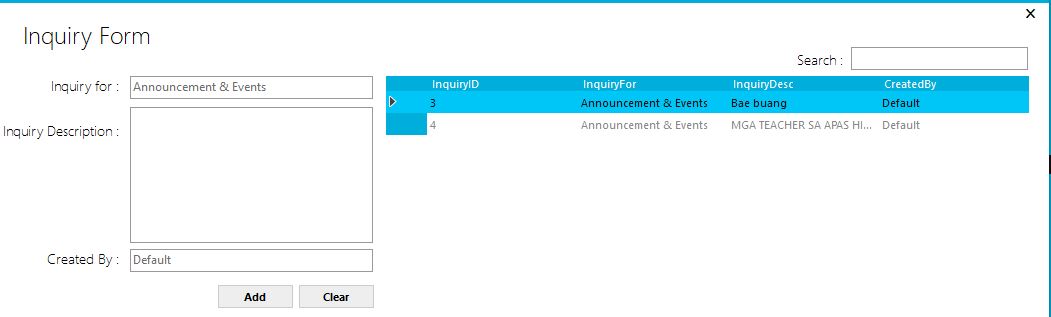 Inquiry Form
Search :
Inquiry for : Announcement & Events
Inquiry Description :
Created By : Default
Add Clear
InquiryID InquiryFor InquiryDesc CreatedBy
3 Announcement & Events Bae buang Default
4 Announcement & Events MGA TEACHER SA APAS HI... Default